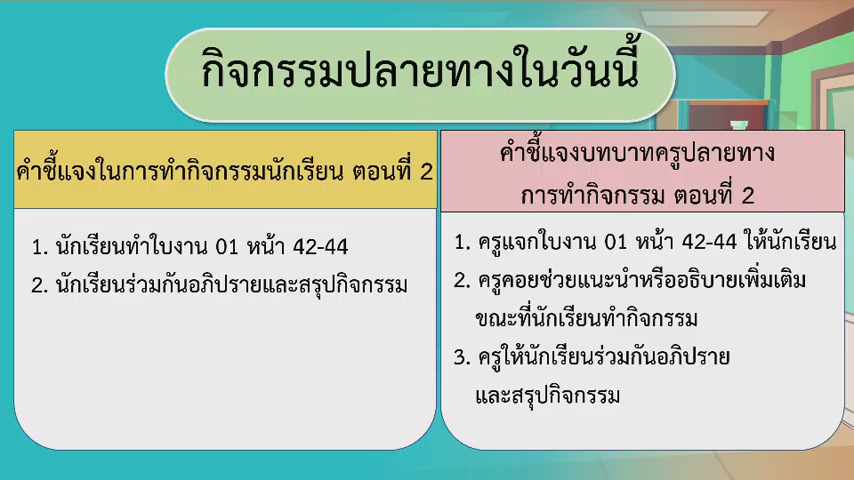 กิจกรรมปลายทางในวันนี้
คำชี้แจงในการทำกิจกรรมนักเรียน ตอนที่ 2
1. นักเรียนทำใบงาน 01 หน้า 42-44
2. นักเรียนร่วมกันอภิปรายและสรุปกิจกรรม
คำชี้แจงบทบาทครูปลายทาง
การทำกิจกรรม ตอนที่ 2
1. ครูแจกใบงาน 01 หน้า 42-44 ให้นักเรียน
2. ครูคอยช่วยแนะนำหรืออธิบายเพิ่มเติม
ขณะที่นักเรียนทำกิจกรรม
3. ครูให้นักเรียนร่วมกันอภิปราย
และสรุปกิจกรรม